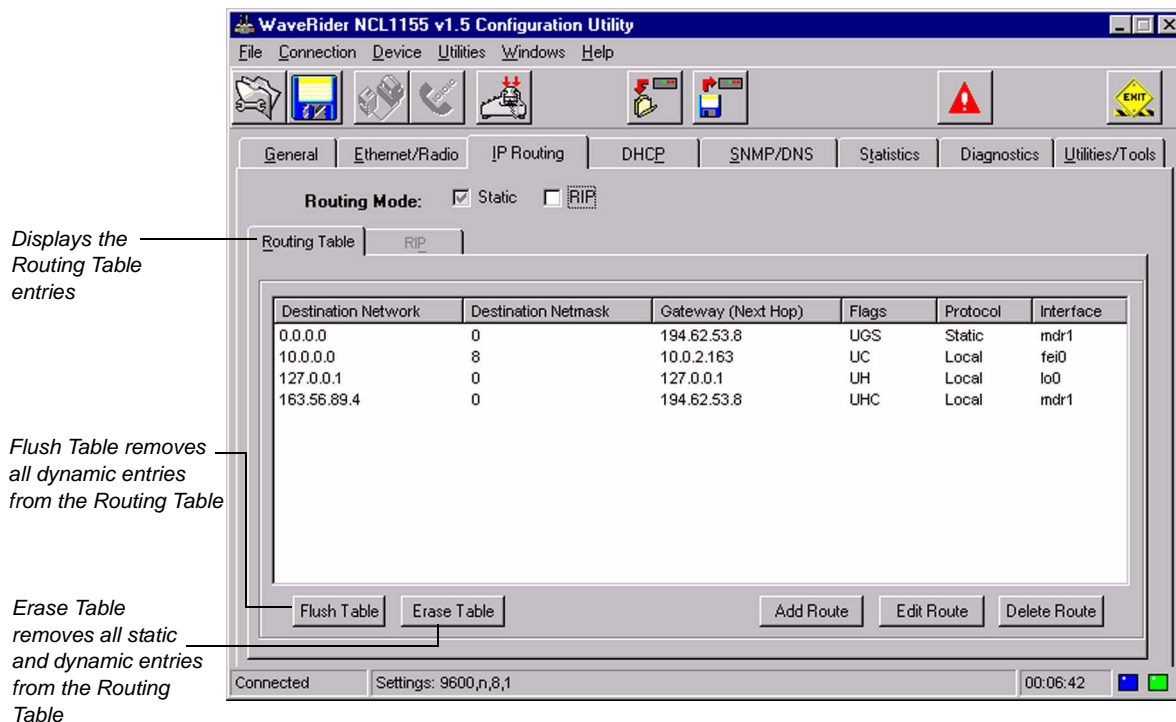 WaveRider NCL1155 v1.5 Configuration Utility
File Connection Device Utilities Windows Help
EXIT
General Ethernet/Radio IP Routing DHCP SNMP/DNS Statistics Diagnostics Utilities/Tools
Routing Mode: Static RIP
Routing Table RIP
Displays the
Routing Table
entries
Destination Network Destination Netmask Gateway (Next Hop) Flags Protocol Interface
0.0.0.0 0 194.62.53.8 UGS Static mdr1
10.0.0.0 8 10.0.2.163 UC Local fei0
127.0.0.1 0 127.0.0.1 UH Local lo0
163.56.89.4 0 194.62.53.8 UHC Local mdr1
Flush Table removes
all dynamic entries
from the Routing Table
Flush Table Erase Table Add Route Edit Route Delete Route
Erase Table
removes all static
and dynamic entries
from the Routing
Table
Connected Settings: 9600,n,8,1 00:06:42